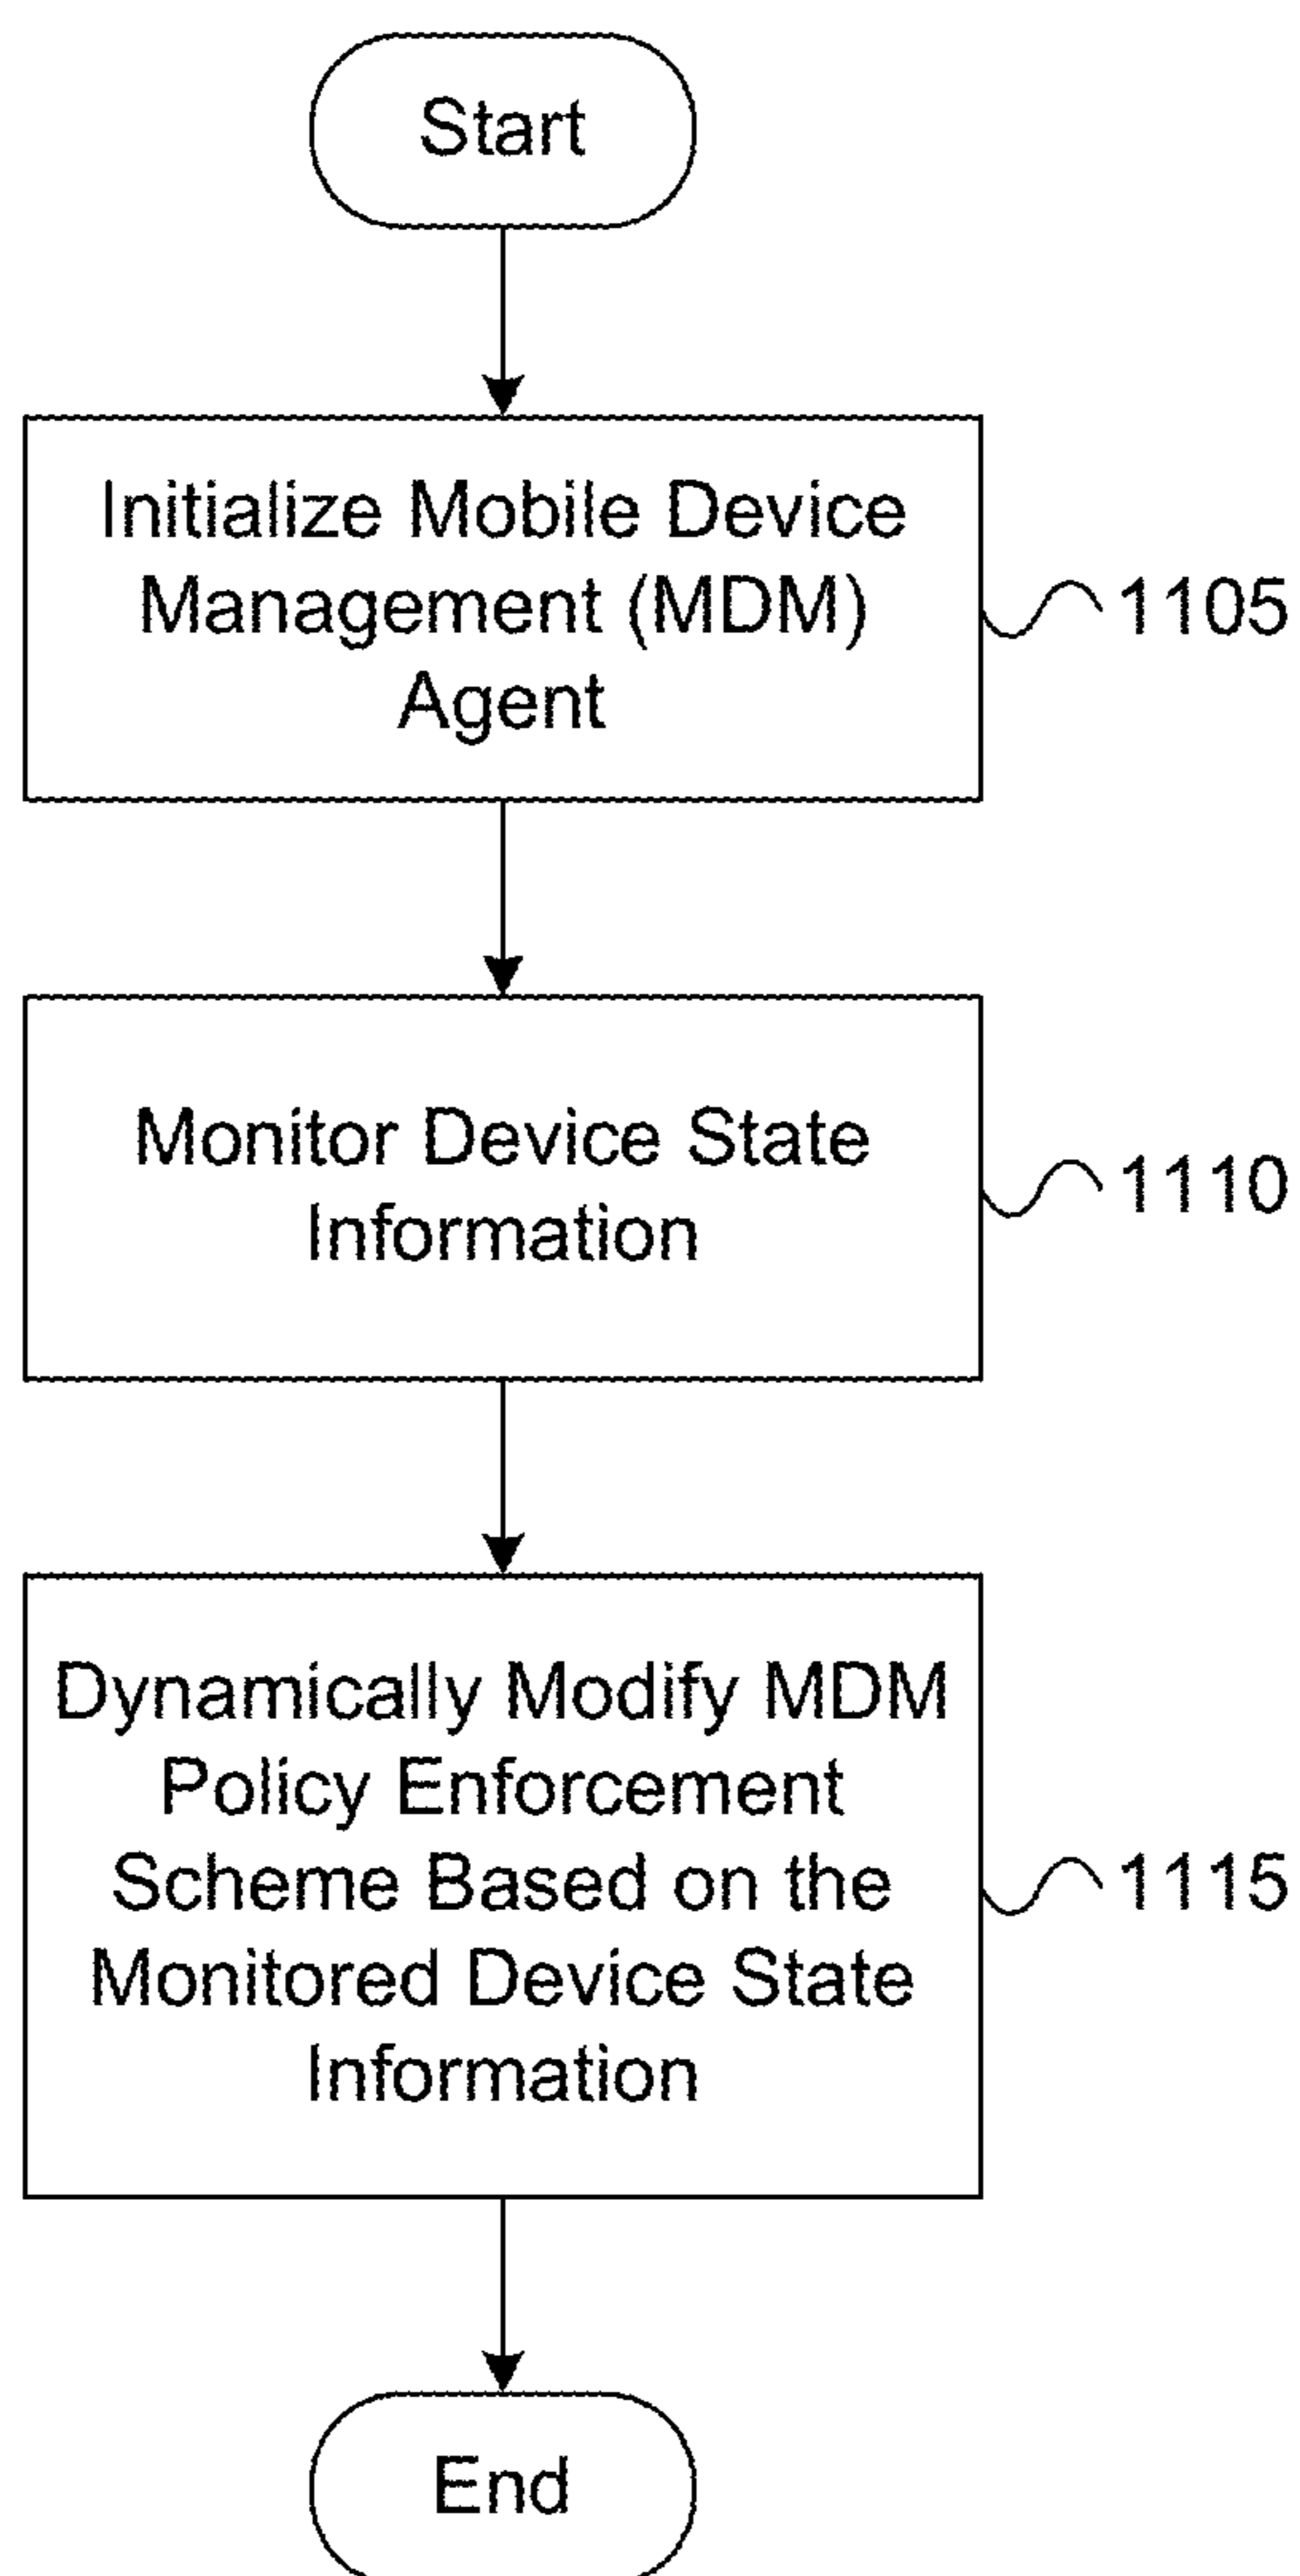 Start
Initialize Mobile Device
Management (MDM)
Agent
1105
Monitor Device State
Information
1110
Dynamically Modify MDM
Policy Enforcement
Scheme Based on the
Monitored Device State
Information
1115
End